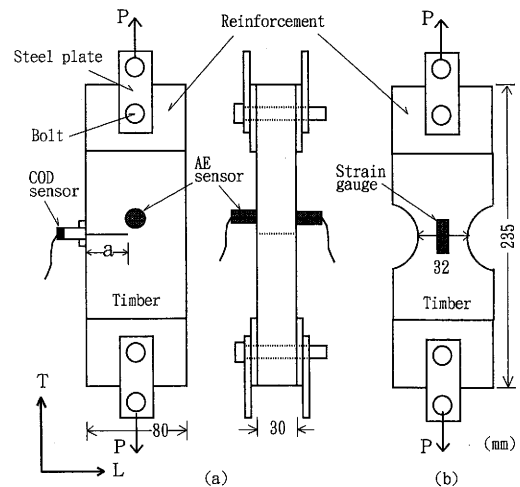 P
Reinforcement
P
Steel plate
Bolt
COD
sensor
AE
sensor
Strain
gauge
a
32
235
Timber
Timber
T
P
80
30
P
(mm)
L
(a)
(b)